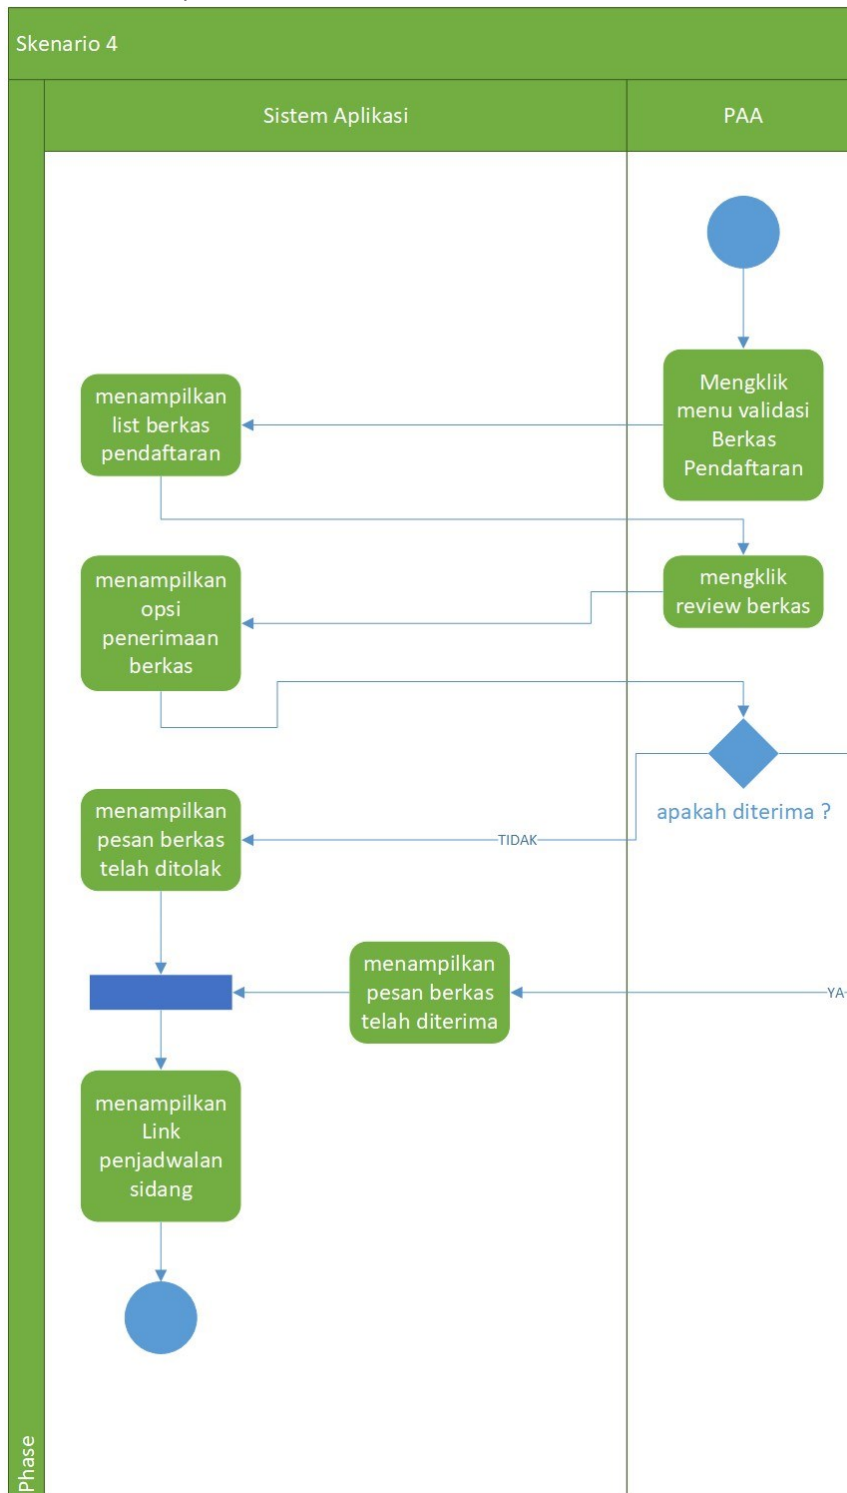 Skenario 4
Sistem Aplikasi
PAA
Mengklik
menu validasi
Berkas
Pendaftaran
menampilkan
list berkas
pendaftaran
mengklik
review berkas
menampilkan
opsi
penerimaan
berkas
apakah diterima ?
TIDAK
menampilkan
pesan berkas
telah ditolak
YA
menampilkan
pesan berkas
telah diterima
menampilkan
Link
penjadwalan
sidang
Phase